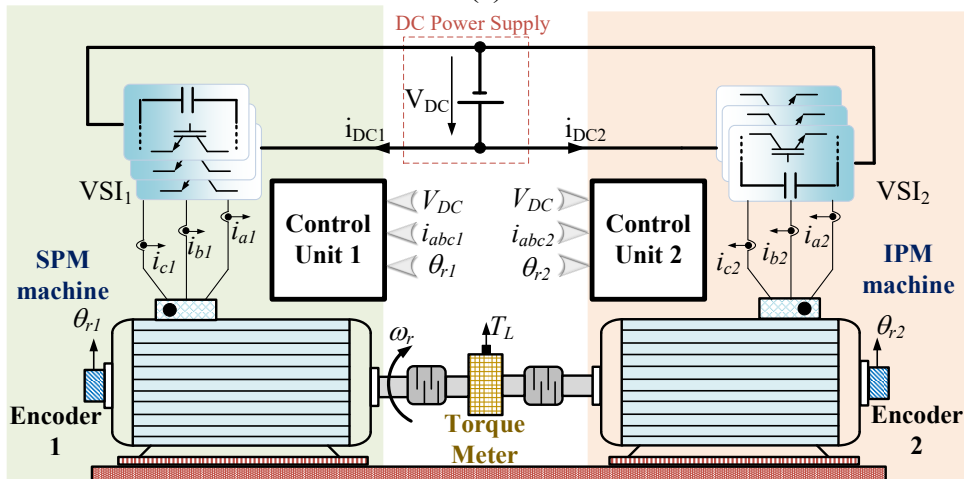 DC Power Supply
V_DC
i_DC1
i_DC2
VSI_1
VSI_2
Control
Unit 1
V_DC
i_abc1
θ_r1
V_DC
i_abc2
θ_r2
Control
Unit 2
i_a1
i_b1
i_c1
i_a2
i_b2
i_c2
SPM
machine
IPM
machine
θ_r1
θ_r2
ω_r
T_L
Encoder
1
Torque
Meter
Encoder
2